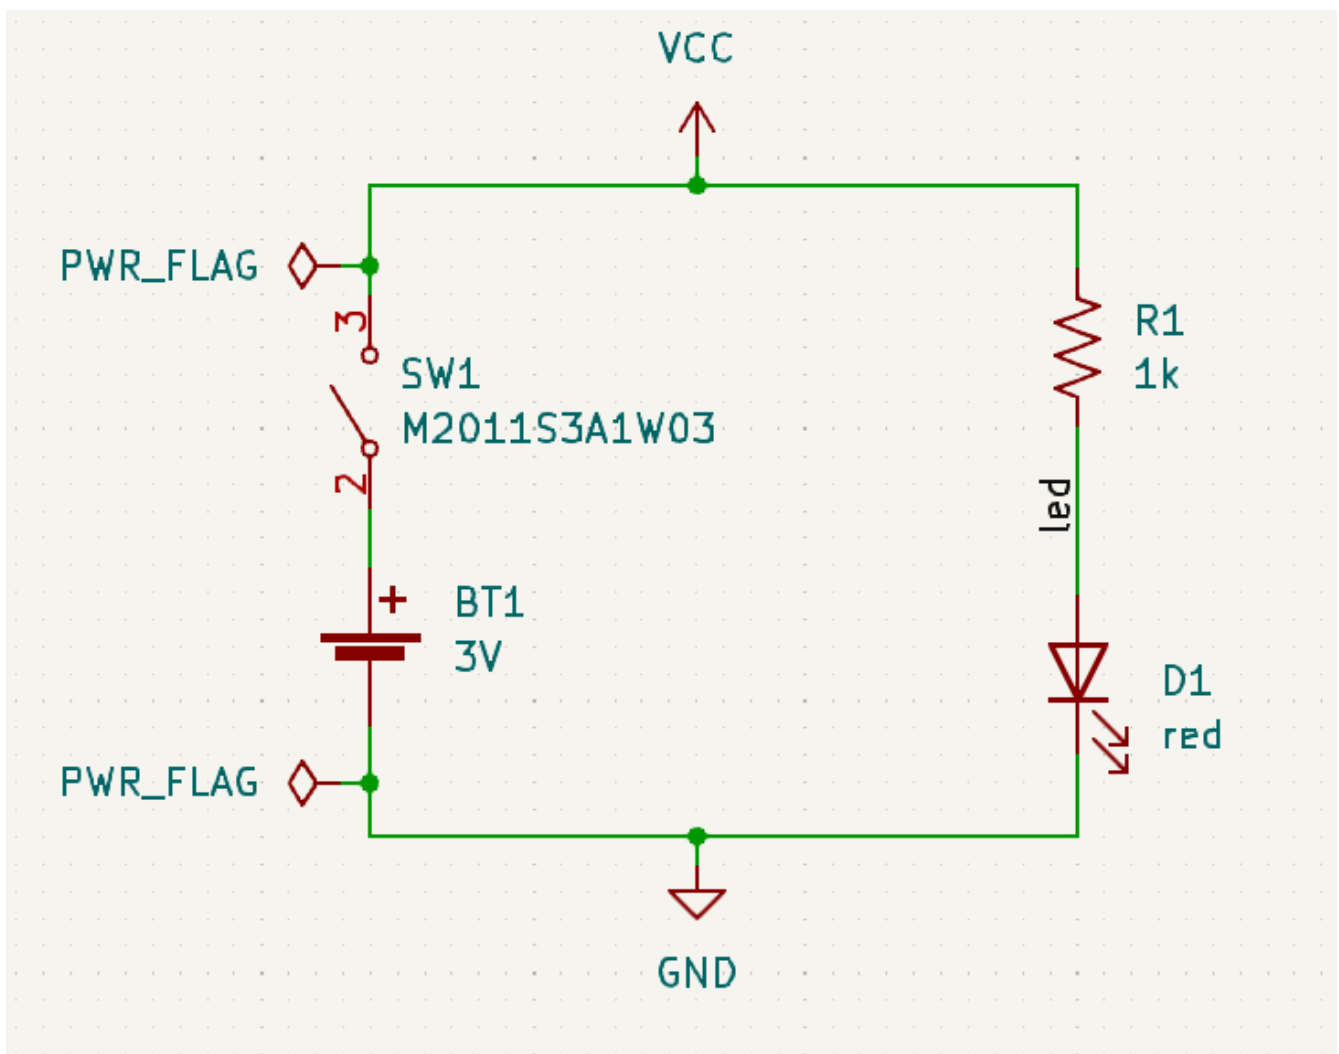 VCC
PWR_FLAG
3
SW1
M2011S3A1W03
2
R1
1k
led
BT1
3V
D1
red
PWR_FLAG
GND